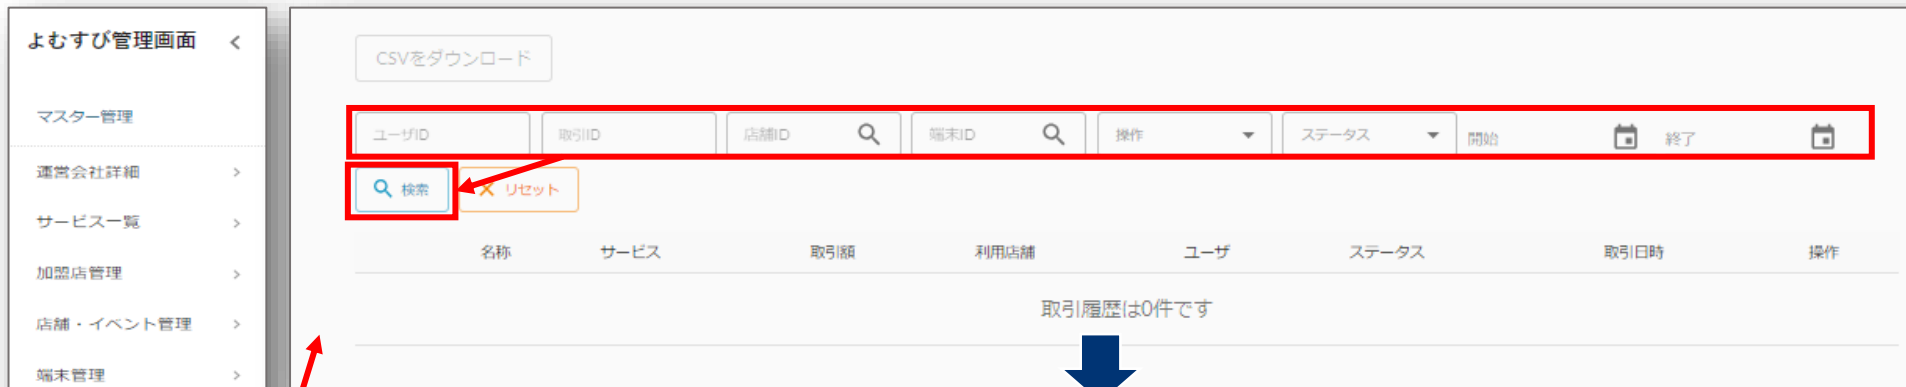 よむすび管理画面
マスター管理
運営会社詳細
サービス一覧
加盟店管理
店舗・イベント管理
端末管理
CSVをダウンロード
ユーザID 取引ID 店舗ID 端末ID 操作 ステータス 開始 終了
検索 リセット
名称 サービス 取引額 利用店舗 ユーザ ステータス 取引日時 操作
取引履歴は0件です